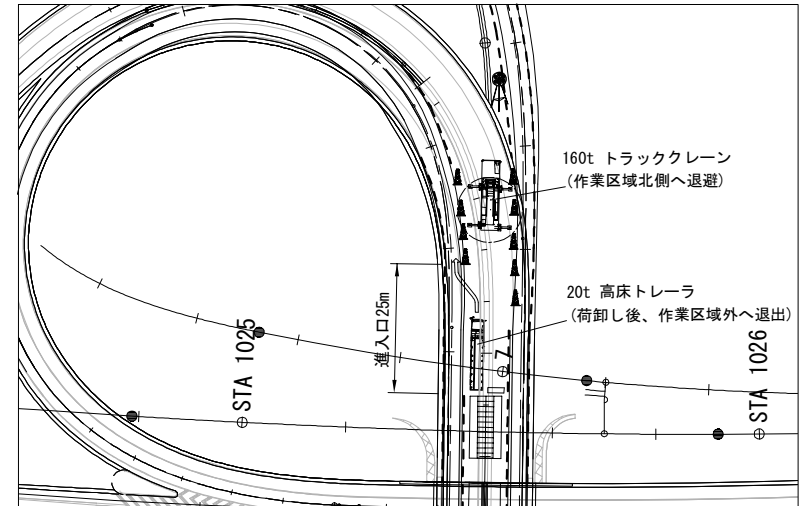 160t トラッククレーン
(作業区域北側へ退避)
20t 高床トレーラ
(荷卸し後、作業区域外へ退出)
進入口25m
STA 1025
7
STA 1026